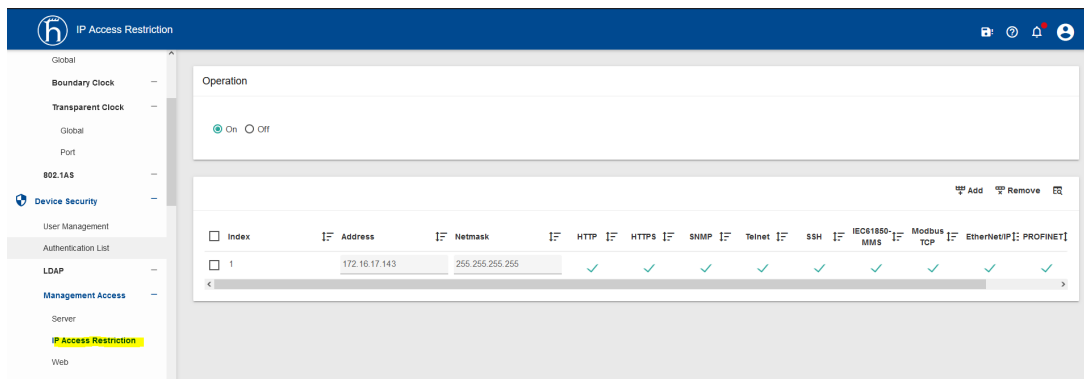 IP Access Restriction
Global
Boundary Clock
Transparent Clock
Global
Port
802.1AS
Device Security
User Management
Authentication List
LDAP
Management Access
Server
IP Access Restriction
Web
Operation
On Off
Add Remove
Index Address Netmask HTTP HTTPS SNMP Telnet SSH IEC61850-MMS Modbus TCP EtherNet/IP PROFINET
1 172.16.17.143 255.255.255.255